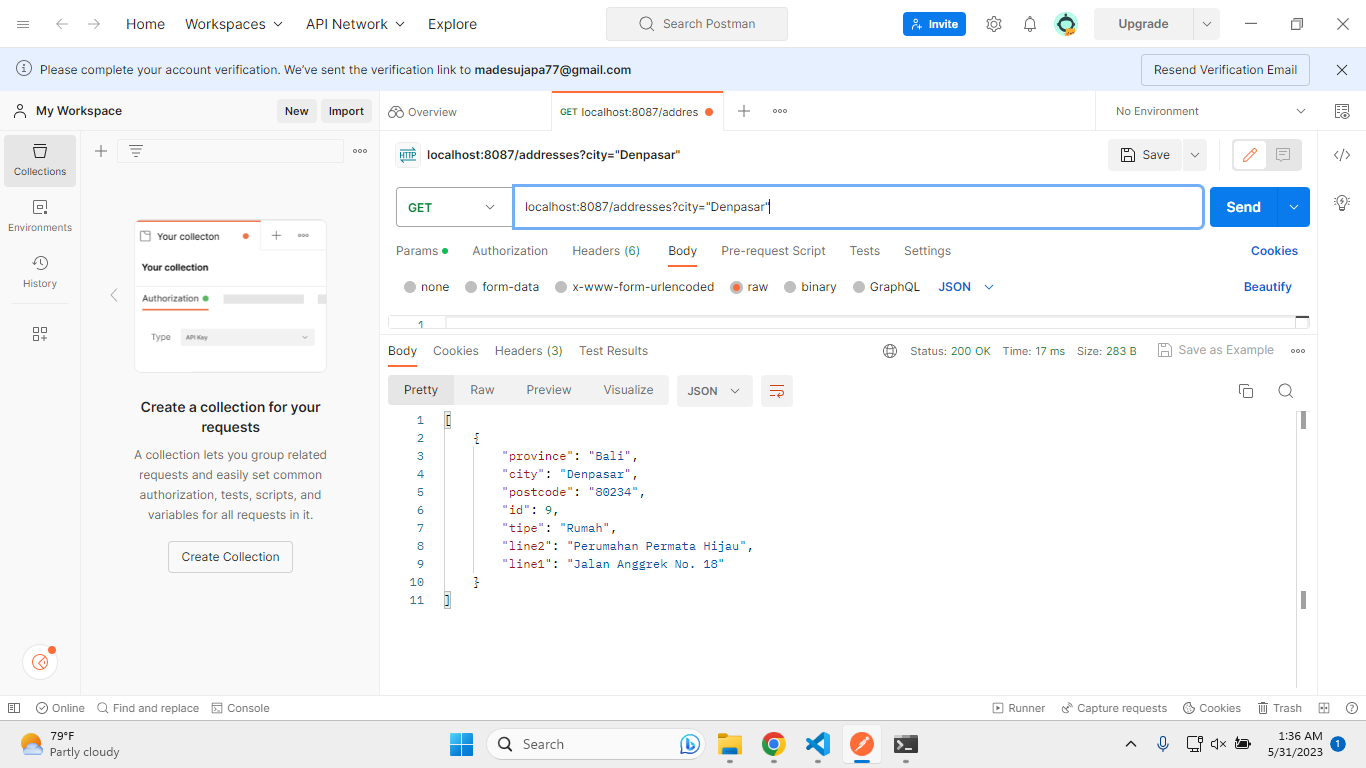 Home Workspaces API Network Explore Search Postman Invite Upgrade
Please complete your account verification. We've sent the verification link to madesujapa77@gmail.com Resend Verification Email
My Workspace New Import Overview GET localhost:8087/addres No Environment
Collections
Environments
History
Your collecton
Your collection
Authorization
Type API Key
Create a collection for your
requests
A collection lets you group related
requests and easily set common
authorization, tests, scripts, and
variables for all requests in it.
Create Collection
HTTP localhost:8087/addresses?city="Denpasar" Save
GET localhost:8087/addresses?city="Denpasar" Send
Params Authorization Headers (6) Body Pre-request Script Tests Settings Cookies
none form-data x-www-form-urlencoded raw binary GraphQL JSON Beautify
1
Body Cookies Headers (3) Test Results Status: 200 OK Time: 17 ms Size: 283 B Save as Example
Pretty Raw Preview Visualize JSON
1 [
2 {
3 "province": "Bali",
4 "city": "Denpasar",
5 "postcode": "80234",
6 "id": 9,
7 "tipe": "Rumah",
8 "line2": "Perumahan Permata Hijau",
9 "line1": "Jalan Anggrek No. 18"
10 }
11 ]
Online Find and replace Console Runner Capture requests Cookies Trash
79°F
Partly cloudy
Search
1:36 AM
5/31/2023
1